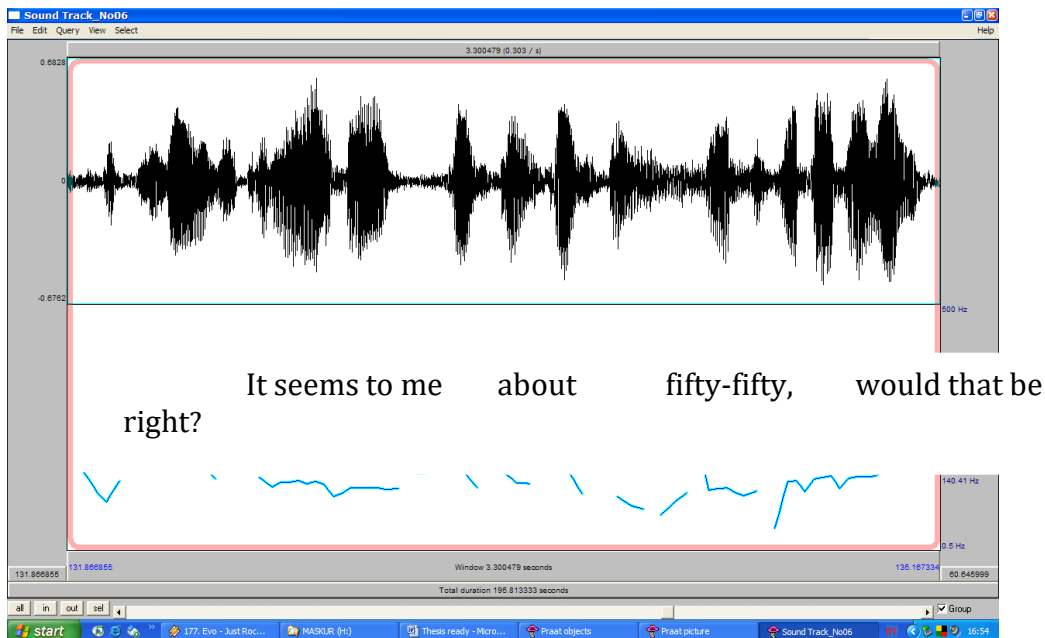 Sound Track_No06
File Edit Query View Select Help
3.300479 (0.303 / s)
0.6828
0
-0.6762
500 Hz
It seems to me about fifty-fifty, would that be
right?
140.41 Hz
0.5 Hz
131.866855 131.866855 Window 3.300479 seconds 135.167334 60.645999
Total duration 195.813333 seconds
all in out sel Group
start 177. Evo - Just Roc... MASKUR (H:) Thesis ready - Micro... Praat objects Praat picture Sound Track_No06 16:54